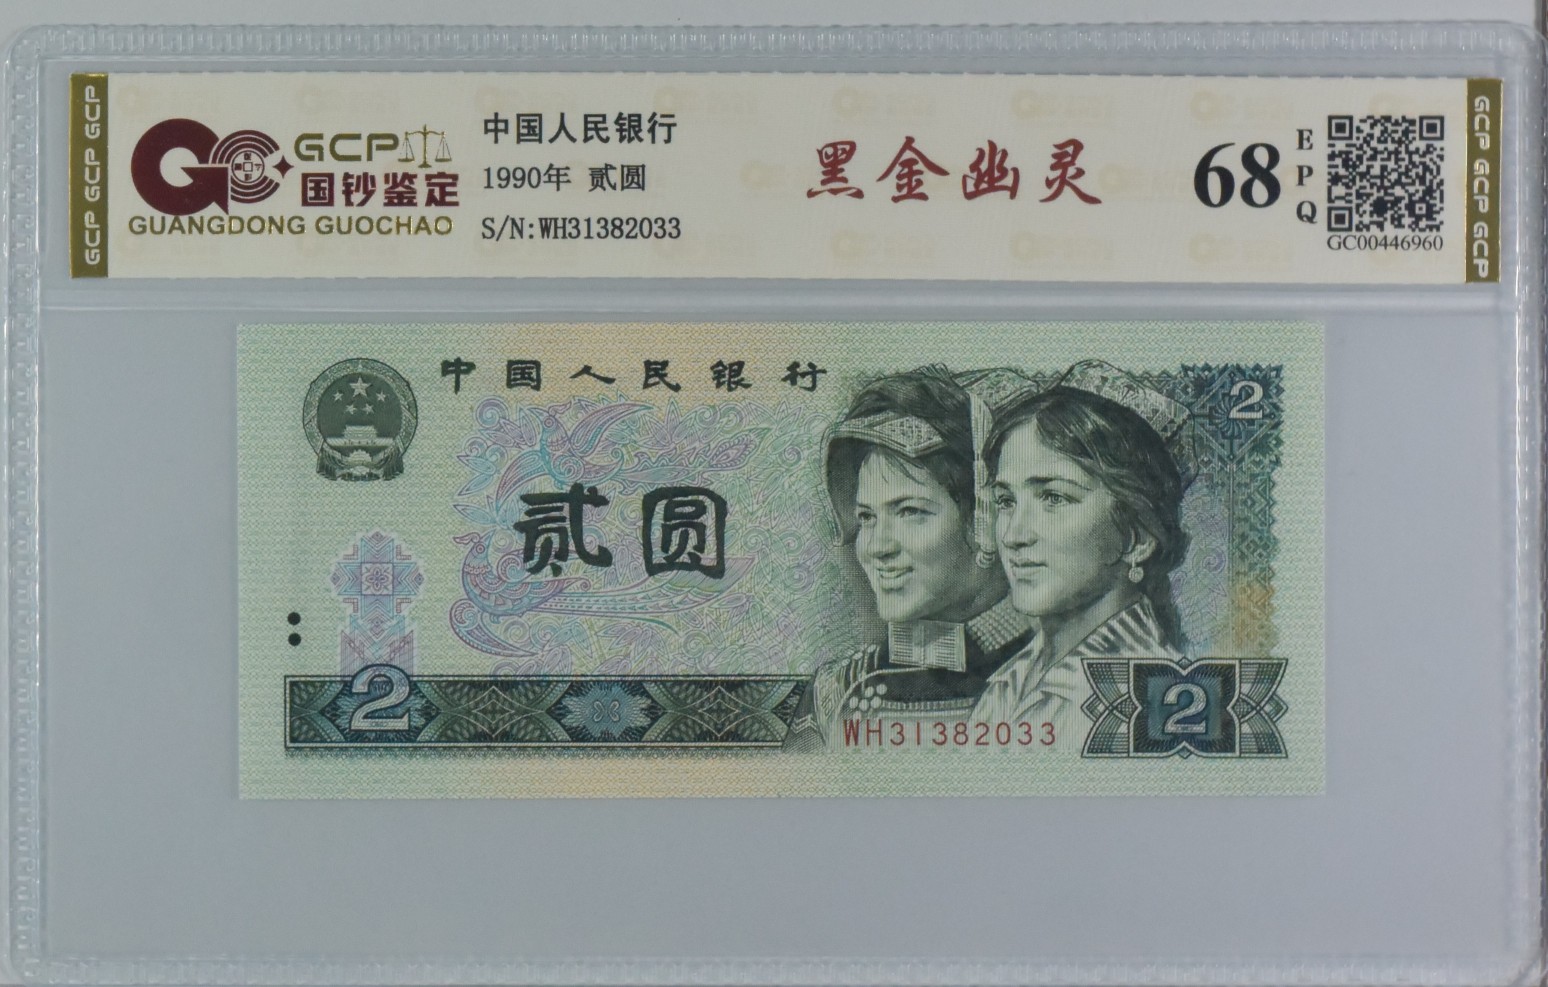 GCP GCP GCP
GCP
国钞鉴定
GUANGDONG GUOCHAO
中国人民银行
1990年 贰圆
S/N:WH31382033
黑金幽灵
68
EPQ
GC00446960
GCP GCP GCP
中国人民银行
2
贰圆
2
WH31382033
2